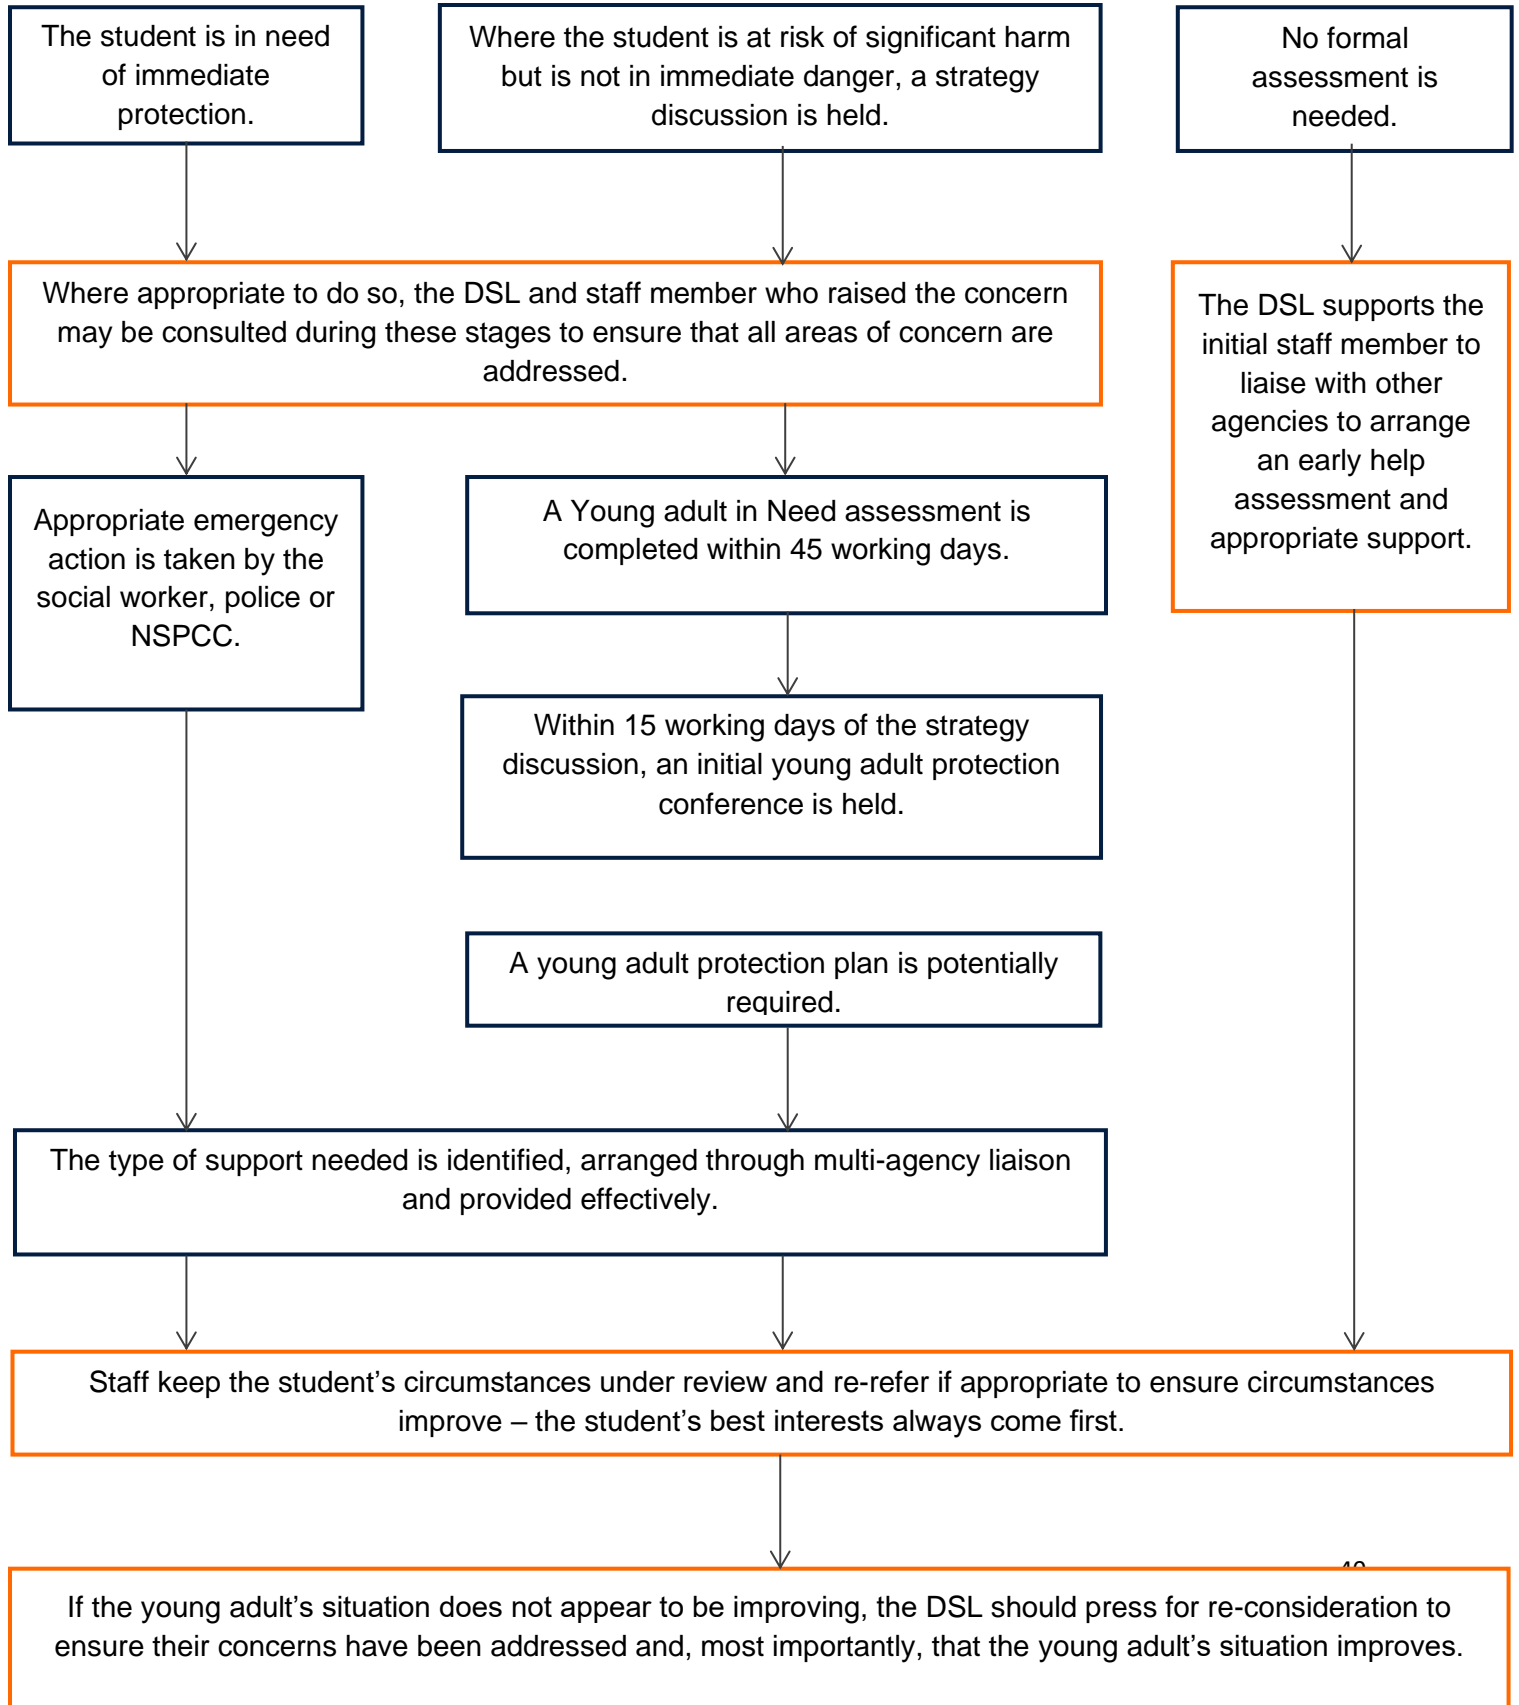 The student is in need
of immediate
protection.
Where the student is at risk of significant harm
but is not in immediate danger, a strategy
discussion is held.
No formal
assessment is
needed.
Where appropriate to do so, the DSL and staff member who raised the concern
may be consulted during these stages to ensure that all areas of concern are
addressed.
The DSL supports the
initial staff member to
liaise with other
agencies to arrange
an early help
assessment and
appropriate support.
Appropriate emergency
action is taken by the
social worker, police or
NSPCC.
A Young adult in Need assessment is
completed within 45 working days.
Within 15 working days of the strategy
discussion, an initial young adult protection
conference is held.
A young adult protection plan is potentially
required.
The type of support needed is identified, arranged through multi-agency liaison
and provided effectively.
Staff keep the student’s circumstances under review and re-refer if appropriate to ensure circumstances
improve – the student’s best interests always come first.
If the young adult’s situation does not appear to be improving, the DSL should press for re-consideration to
ensure their concerns have been addressed and, most importantly, that the young adult’s situation improves.